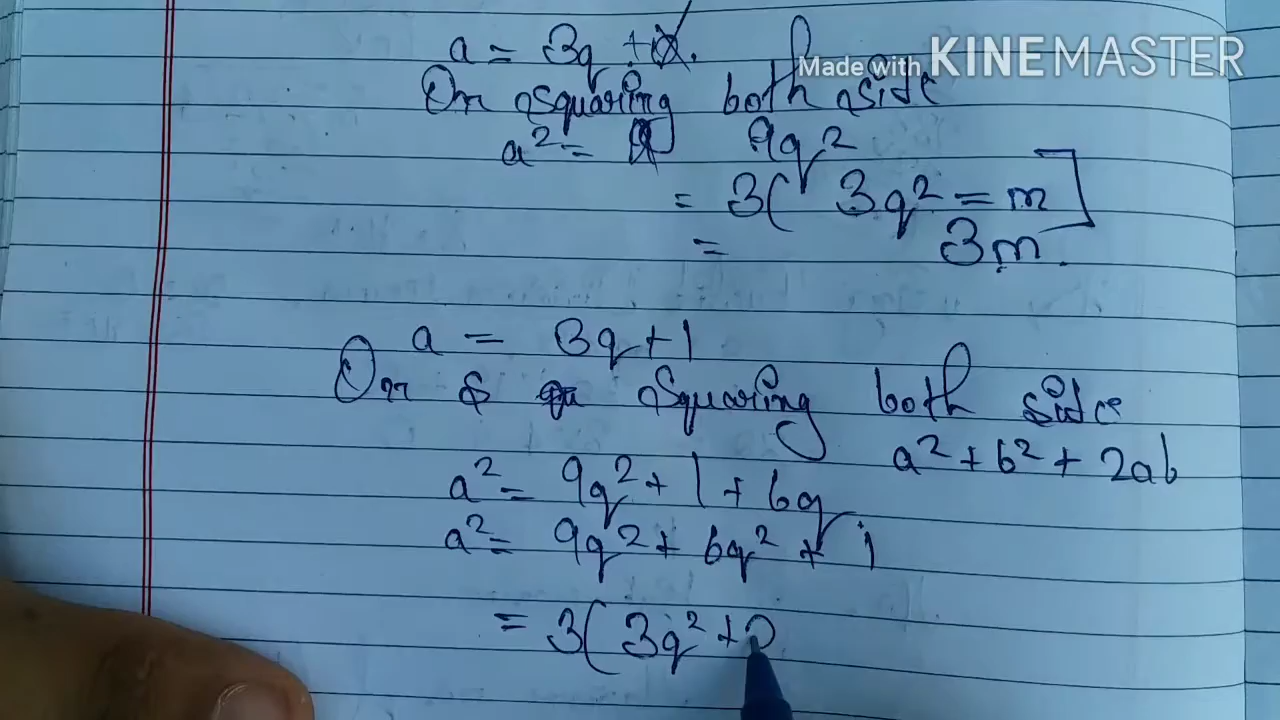 a = 3q + 0.
Made with KINEMASTER
On squaring both side
a² = 9q²
= 3( 3q² = m]
= 3m.
a = 3q+1
On squaring both side
a² + b² + 2ab
a² = 9q² + 1 + 6q
a² = 9q² + 6q² + 1
= 3( 3q² + 2